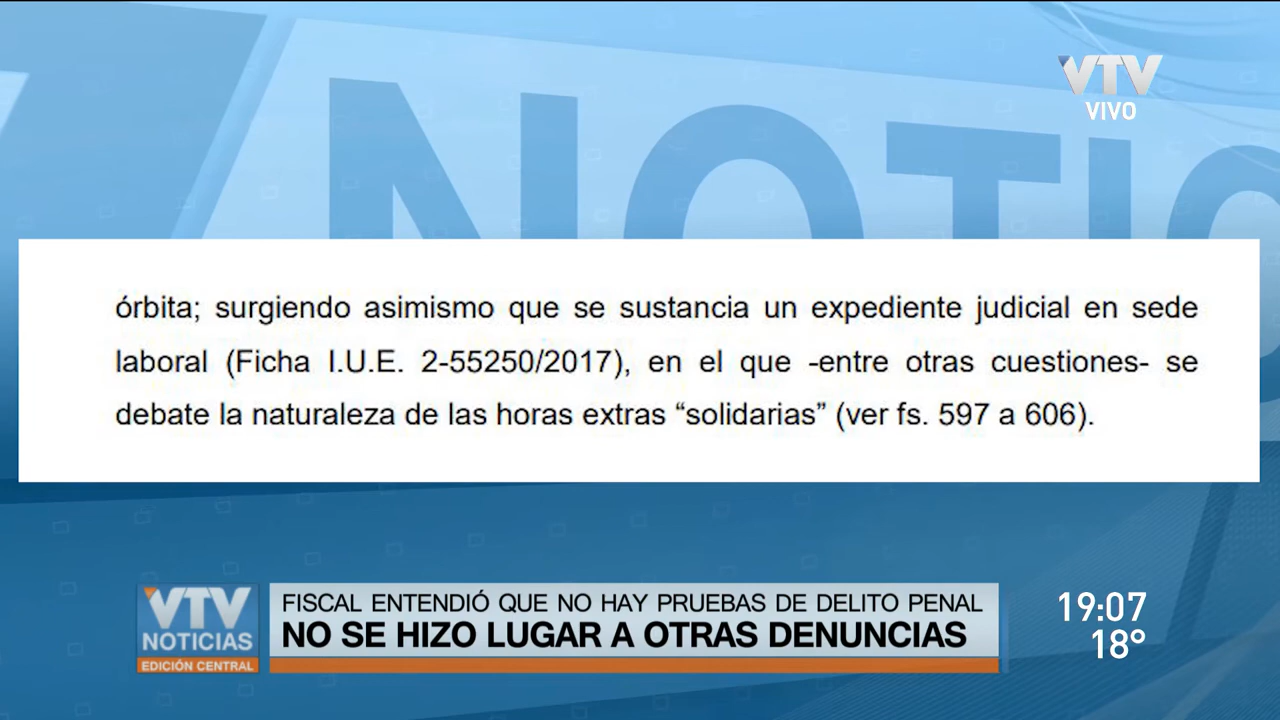 NOTIC
VTV
VIVO
órbita; surgiendo asimismo que se sustancia un expediente judicial en sede
laboral (Ficha I.U.E. 2-55250/2017), en el que -entre otras cuestiones- se
debate la naturaleza de las horas extras “solidarias” (ver fs. 597 a 606).
VTV
NOTICIAS
EDICIÓN CENTRAL
FISCAL ENTENDIÓ QUE NO HAY PRUEBAS DE DELITO PENAL
NO SE HIZO LUGAR A OTRAS DENUNCIAS
19:07
18°